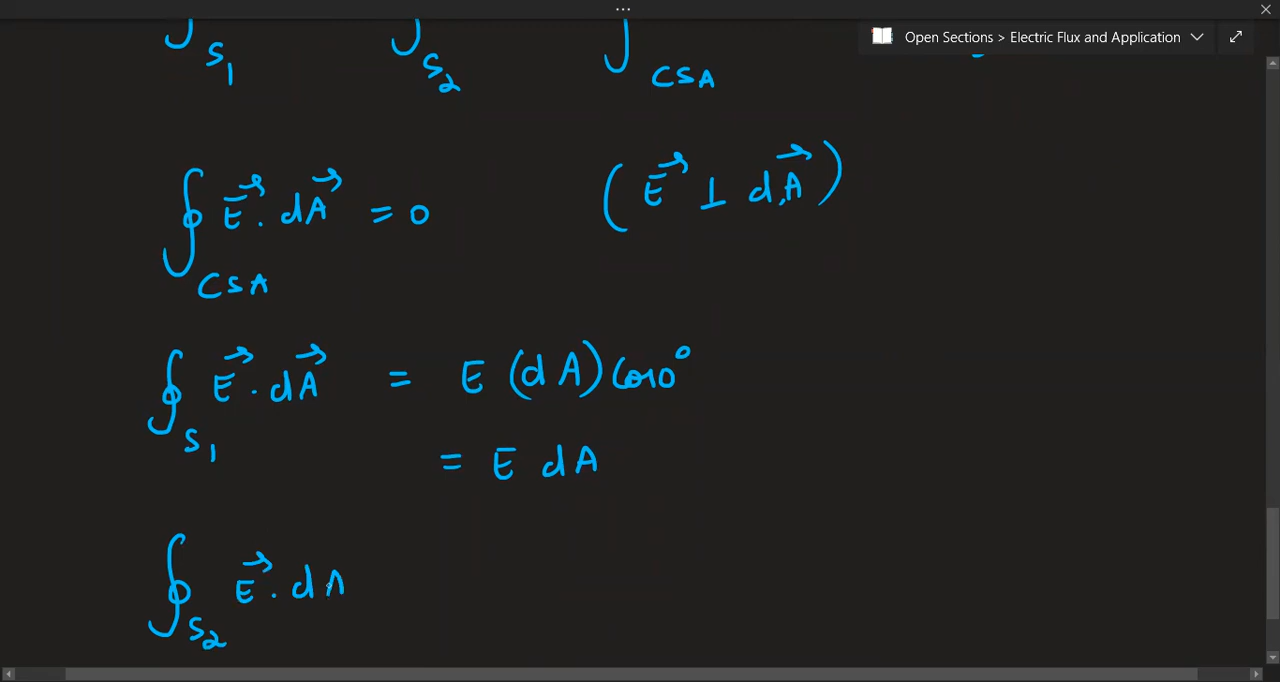 ...
Open Sections > Electric Flux and Application
∫ S₁ ∫ S₂ ∫ CSA
∮ CSA E⃗ . dA⃗ = 0 (E⃗ ⊥ dA⃗)
∮ S₁ E⃗ . dA⃗ = E (dA) Cos0°
= E dA
∮ S₂ E⃗ . dA